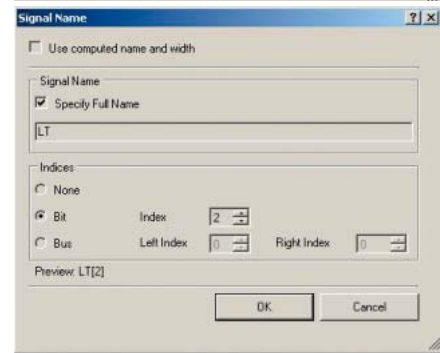 Signal Name
Use computed name and width
Signal Name
Specify Full Name
LT
Indices
None
Bit Index 2
Bus Left Index 0 Right Index 0
Preview: LT[2]
OK Cancel